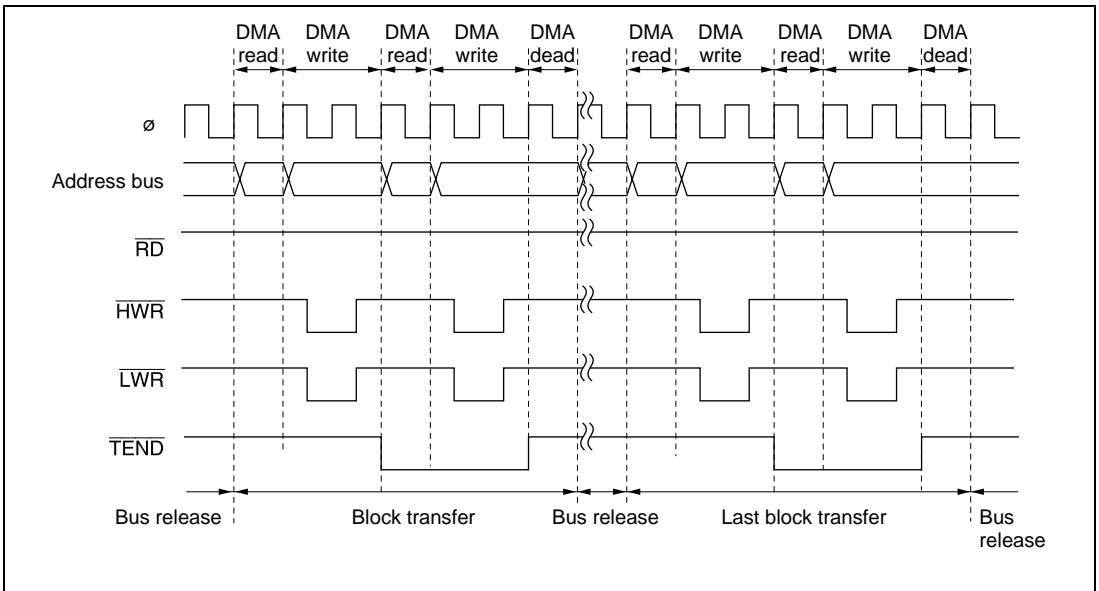 DMA read DMA write DMA read DMA write DMA dead DMA read DMA write DMA read DMA write DMA dead
ø
Address bus
RD
HWR
LWR
TEND
Bus release Block transfer Bus release Last block transfer Bus release